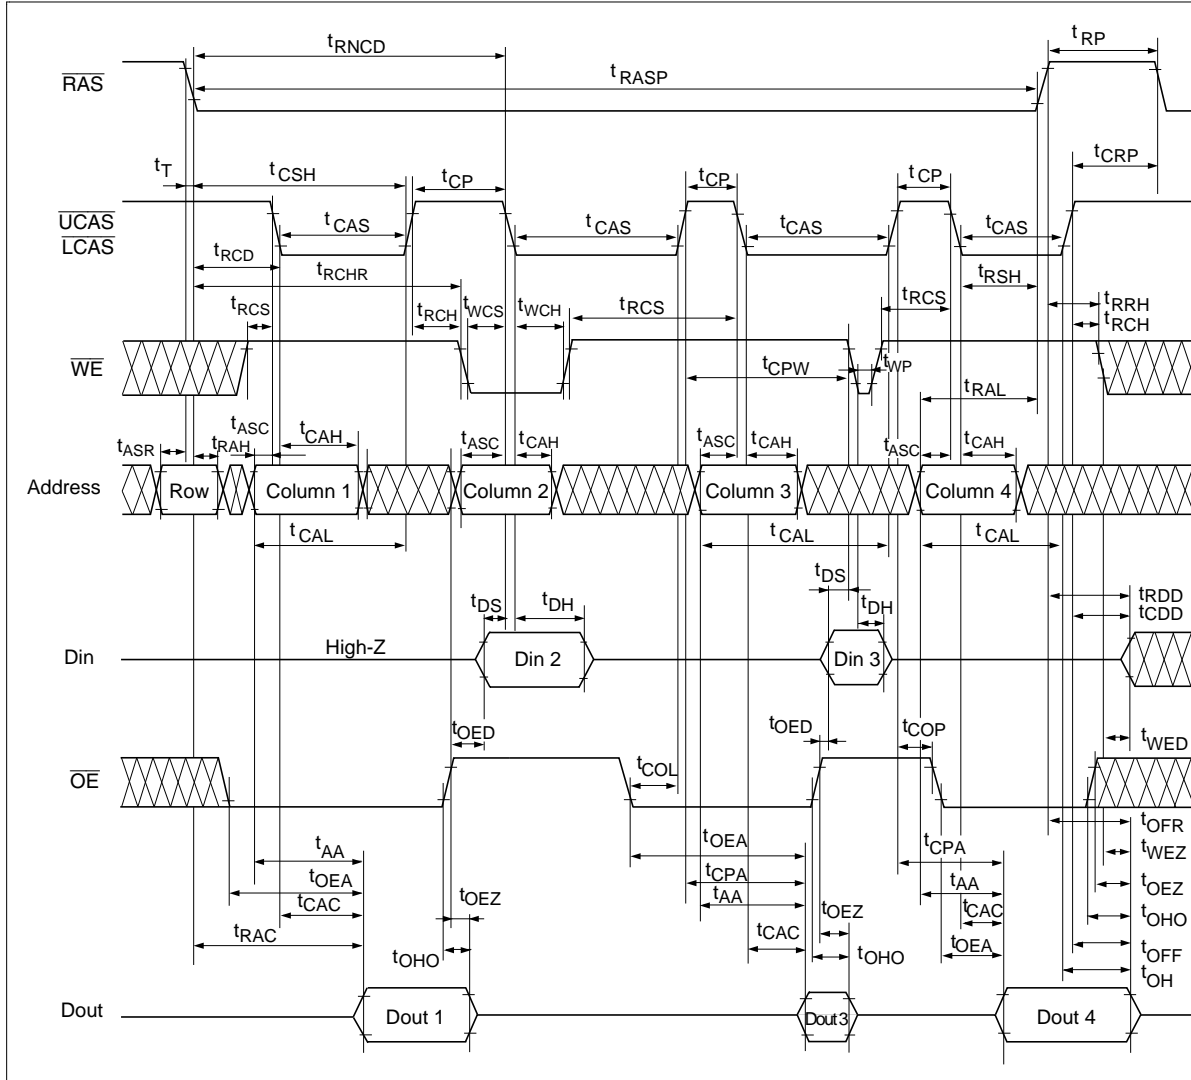 tRNCD
tRP
tRASP
RAS
tT
tCSH
tCP
tCP
tCP
tCRP
UCAS
LCAS
tCAS
tCAS
tCAS
tCAS
tRCD
tRCHR
tRSH
tRCS
tRCH
tWCS
tWCH
tRCS
tRCS
tRRH
tRCH
WE
tCPW
tWP
tRAL
tASR
tRAH
tASC
tCAH
tASC
tCAH
tASC
tCAH
tASC
tCAH
Address
Row
Column 1
Column 2
Column 3
Column 4
tCAL
tCAL
tCAL
tDS
tDH
tDS
tDH
tRDD
tCDD
Din
High-Z
Din 2
Din 3
tOED
tOED
tCOP
tWED
OE
tCOL
tOFR
tAA
tOEA
tCPA
tWEZ
tOEA
tCPA
tAA
tOEZ
tCAC
tOEZ
tAA
tOEZ
tCAC
tOHO
tRAC
tCAC
tOEA
tOFF
tOHO
tOHO
tOH
Dout
Dout 1
Dout 3
Dout 4